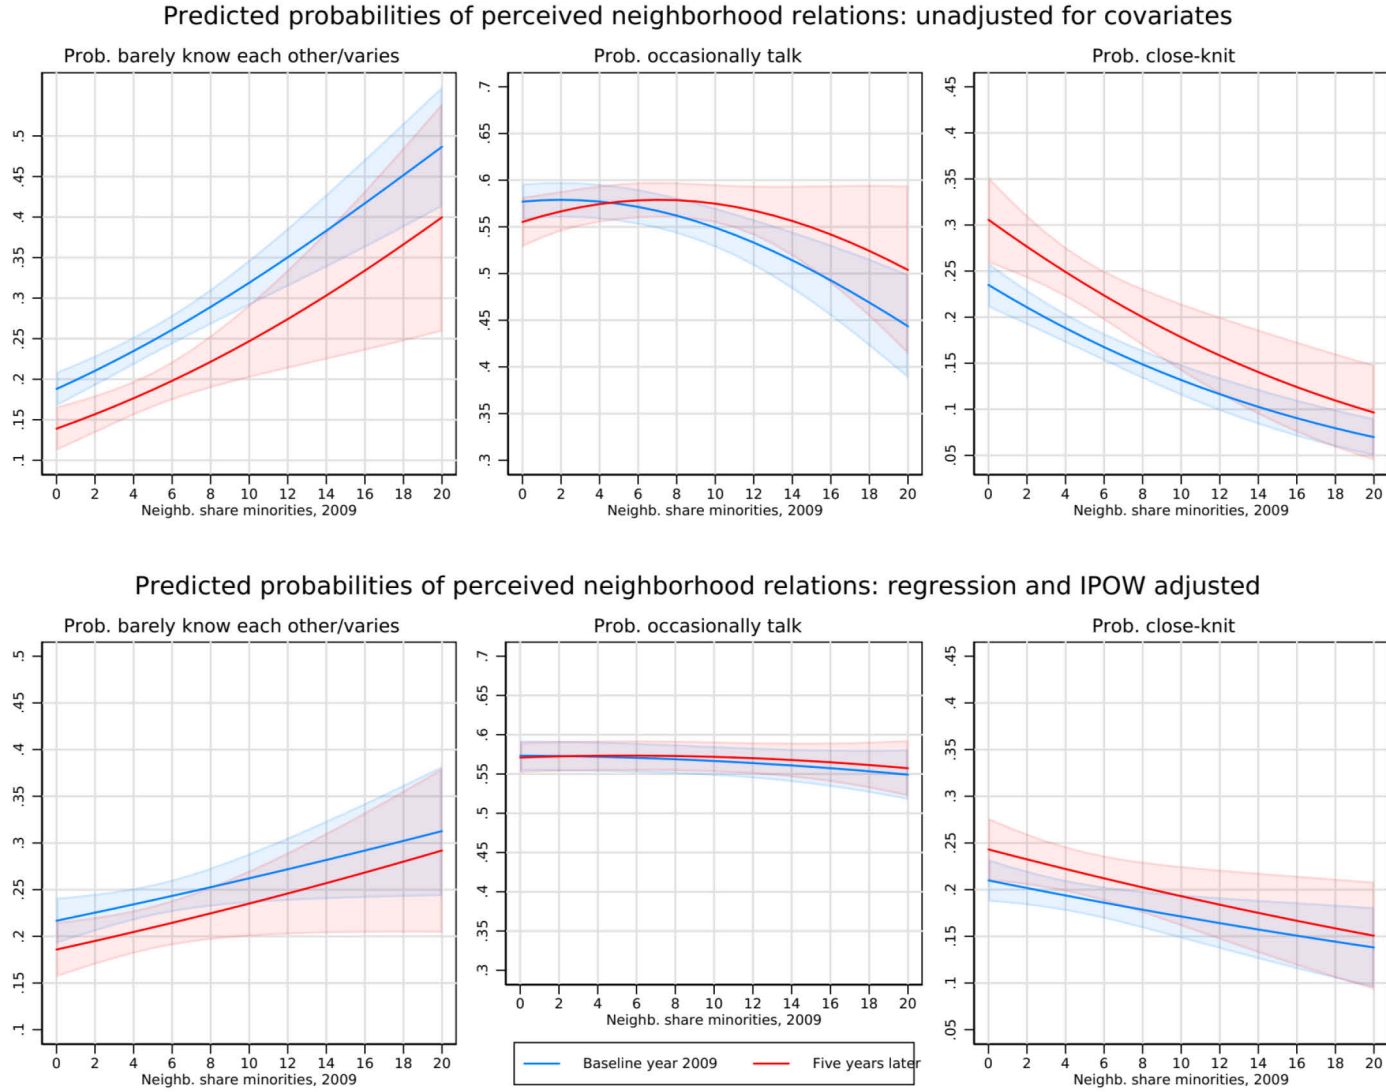 Predicted probabilities of perceived neighborhood relations: unadjusted for covariates
Prob. barely know each other/varies
.1 .15 .2 .25 .3 .35 .4 .45 .5
0 2 4 6 8 10 12 14 16 18 20
Neighb. share minorities, 2009
Prob. occasionally talk
.3 .35 .4 .45 .5 .55 .6 .65 .7
0 2 4 6 8 10 12 14 16 18 20
Neighb. share minorities, 2009
Prob. close-knit
.05 .1 .15 .2 .25 .3 .35 .4 .45
0 2 4 6 8 10 12 14 16 18 20
Neighb. share minorities, 2009
Predicted probabilities of perceived neighborhood relations: regression and IPOW adjusted
Prob. barely know each other/varies
.1 .15 .2 .25 .3 .35 .4 .45 .5
0 2 4 6 8 10 12 14 16 18 20
Neighb. share minorities, 2009
Prob. occasionally talk
.3 .35 .4 .45 .5 .55 .6 .65 .7
0 2 4 6 8 10 12 14 16 18 20
Neighb. share minorities, 2009
Prob. close-knit
.05 .1 .15 .2 .25 .3 .35 .4 .45
0 2 4 6 8 10 12 14 16 18 20
Neighb. share minorities, 2009
Baseline year 2009 Five years later